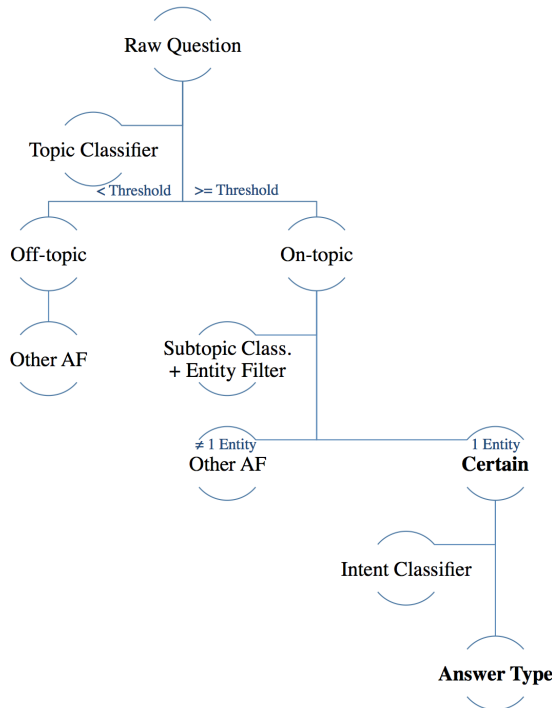 Raw Question
Topic Classifier
< Threshold
>= Threshold
Off-topic
On-topic
Other AF
Subtopic Class.
+ Entity Filter
≠ 1 Entity
Other AF
1 Entity
Certain
Intent Classifier
Answer Type